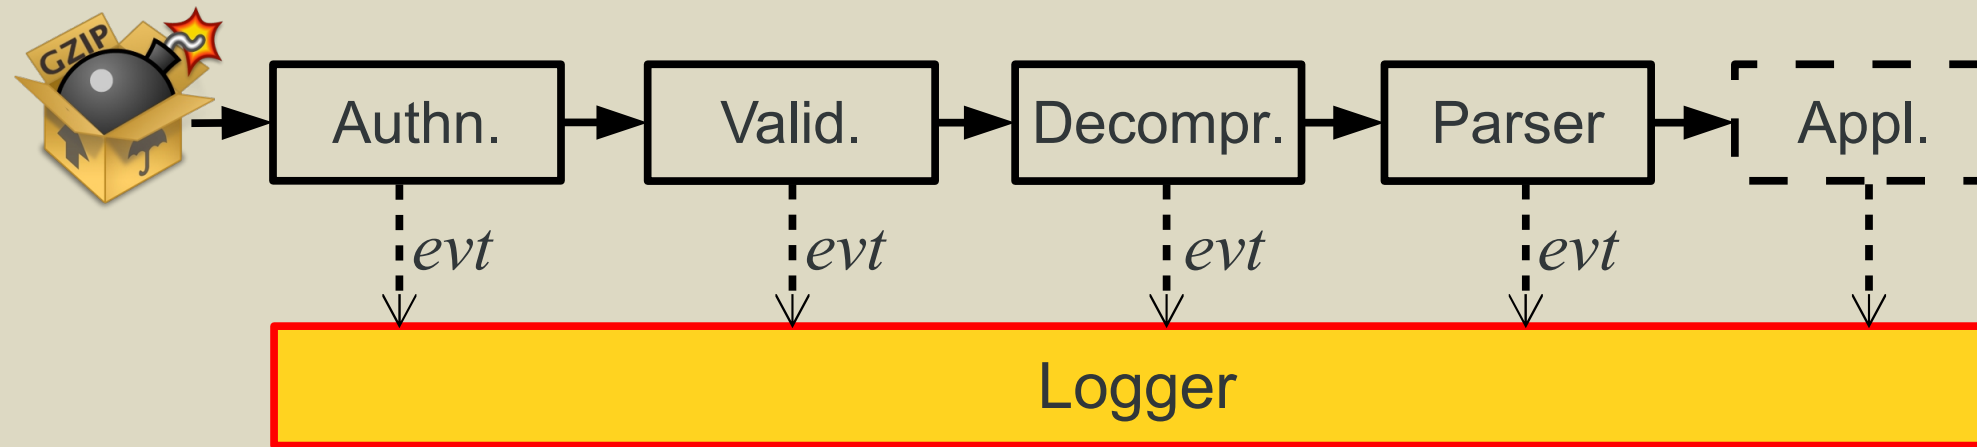 GZIP
Authn.
Valid.
Decompr.
Parser
Appl.
evt
evt
evt
evt
Logger